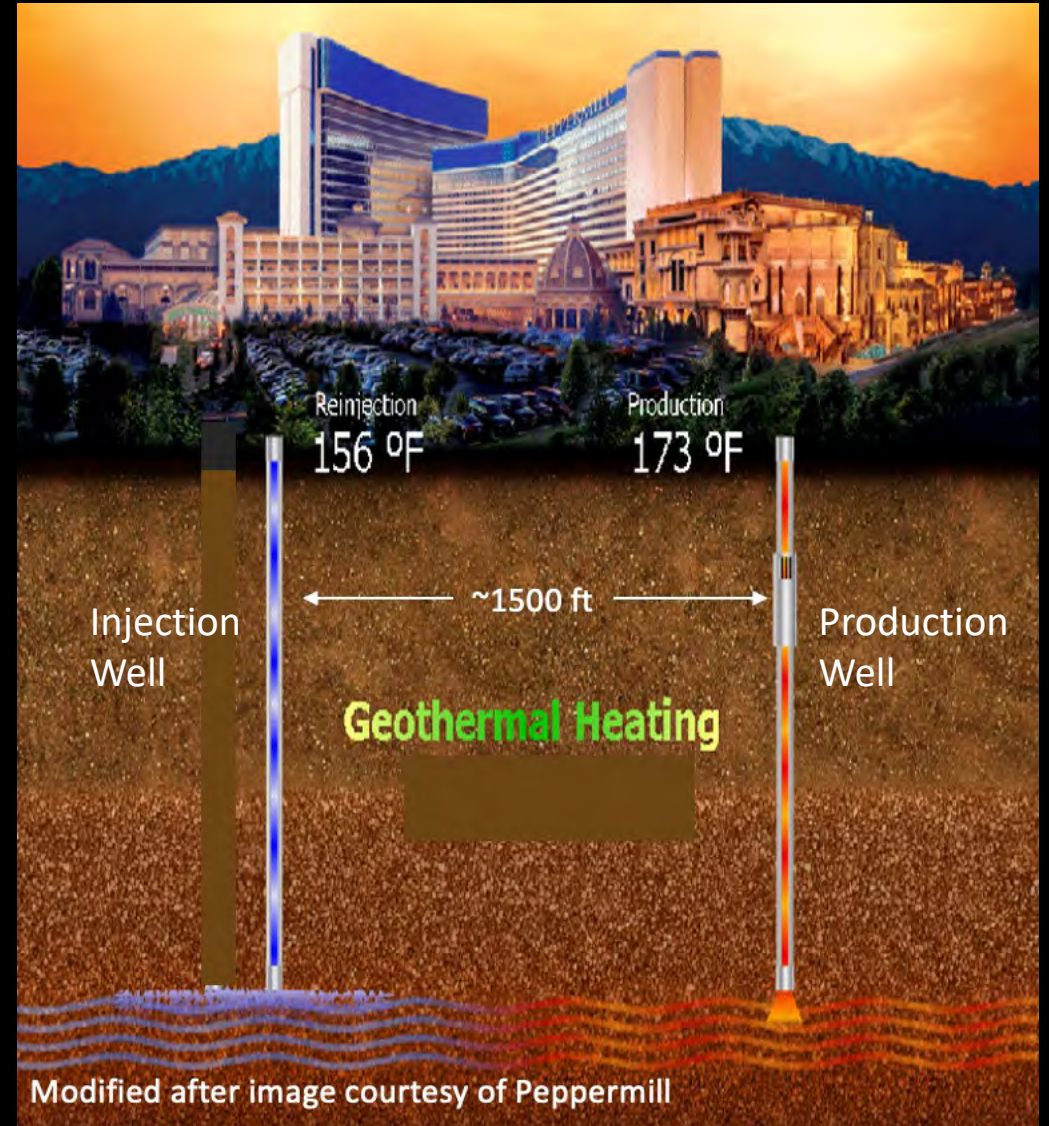 PEPPERMILL
Reinjection
156 ºF
Production
173 ºF
~1500 ft
Injection
Well
Production
Well
Geothermal Heating
Modified after image courtesy of Peppermill